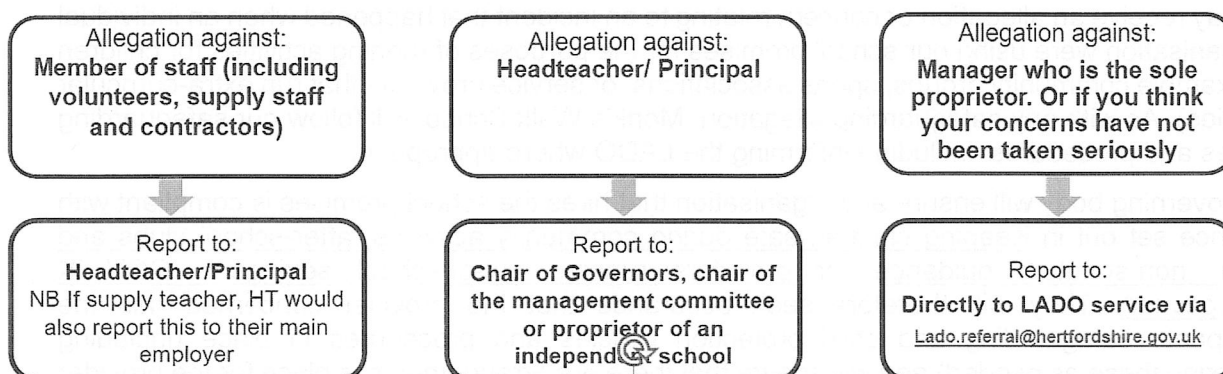 Allegation against:
Member of staff (including
volunteers, supply staff
and contractors)
Allegation against:
Headteacher/ Principal
Allegation against:
Manager who is the sole
proprietor. Or if you think
your concerns have not
been taken seriously
Report to:
Headteacher/Principal
NB If supply teacher, HT would
also report this to their main
employer
Report to:
Chair of Governors, chair of
the management committee
or proprietor of an
school
Report to:
Directly to LADO service via
Lado.referral@hertfordshire.gov.uk